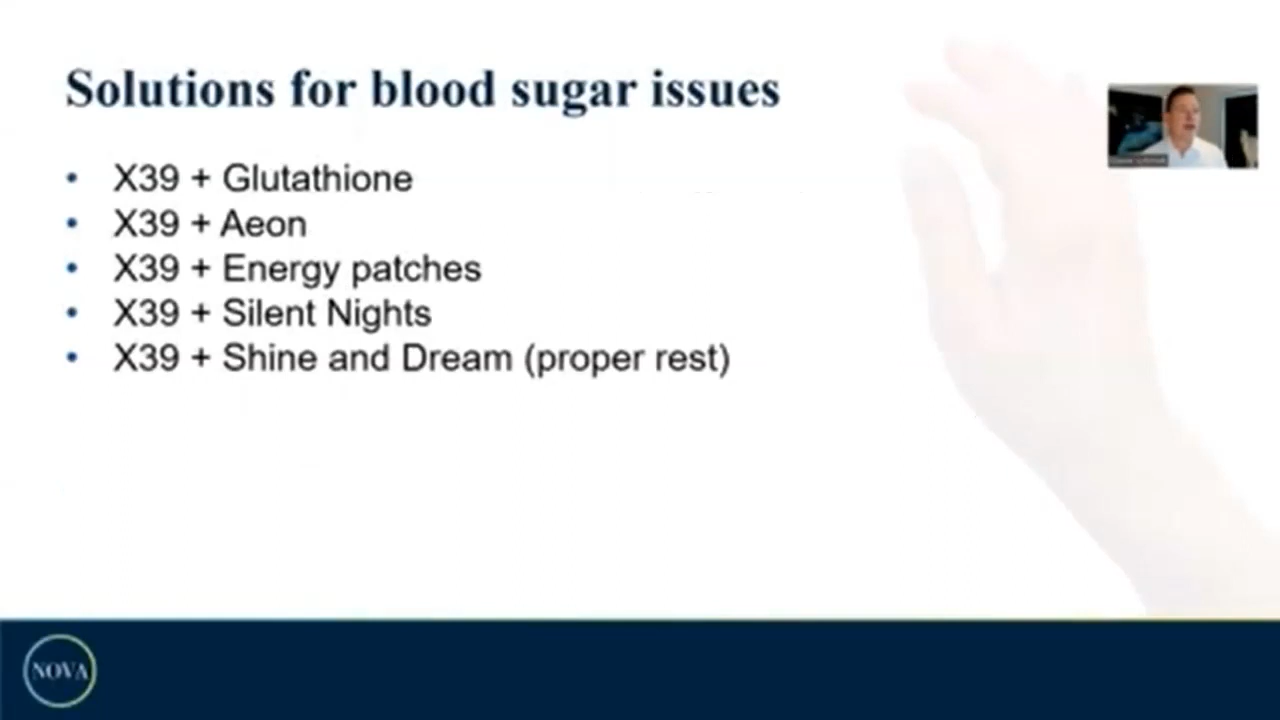 Solutions for blood sugar issues
• X39 + Glutathione
• X39 + Aeon
• X39 + Energy patches
• X39 + Silent Nights
• X39 + Shine and Dream (proper rest)
NOVA